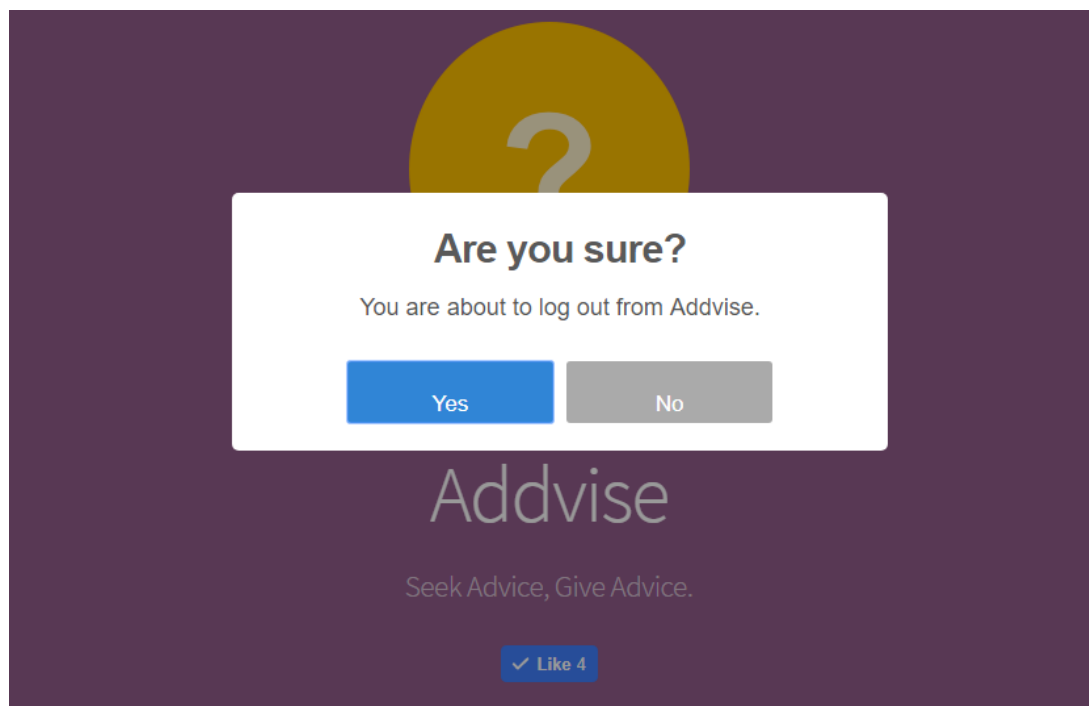 ?
Are you sure?
You are about to log out from Addvise.
Yes No
Addvise
Seek Advice, Give Advice.
Like 4